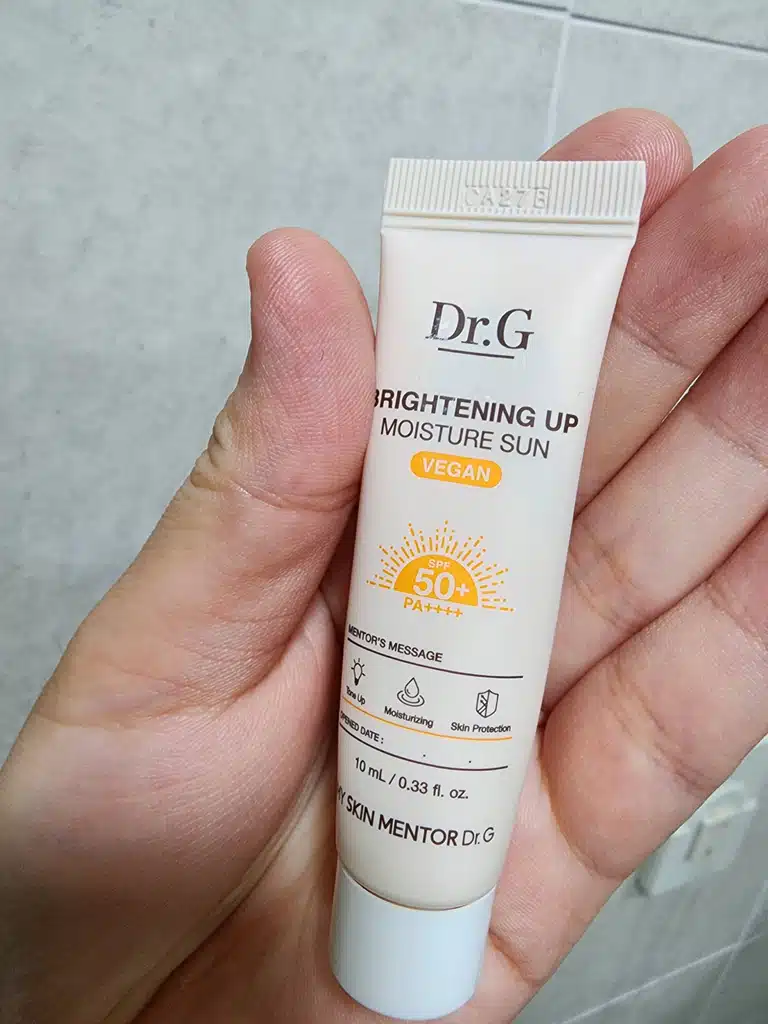 Dr.G
BRIGHTENING UP
MOISTURE SUN
VEGAN
SPF
50+
PA++++
MENTOR'S MESSAGE
Tone Up Moisturizing Skin Protection
OPENED DATE : . .
10 mL / 0.33 fl. oz.
MY SKIN MENTOR Dr.G